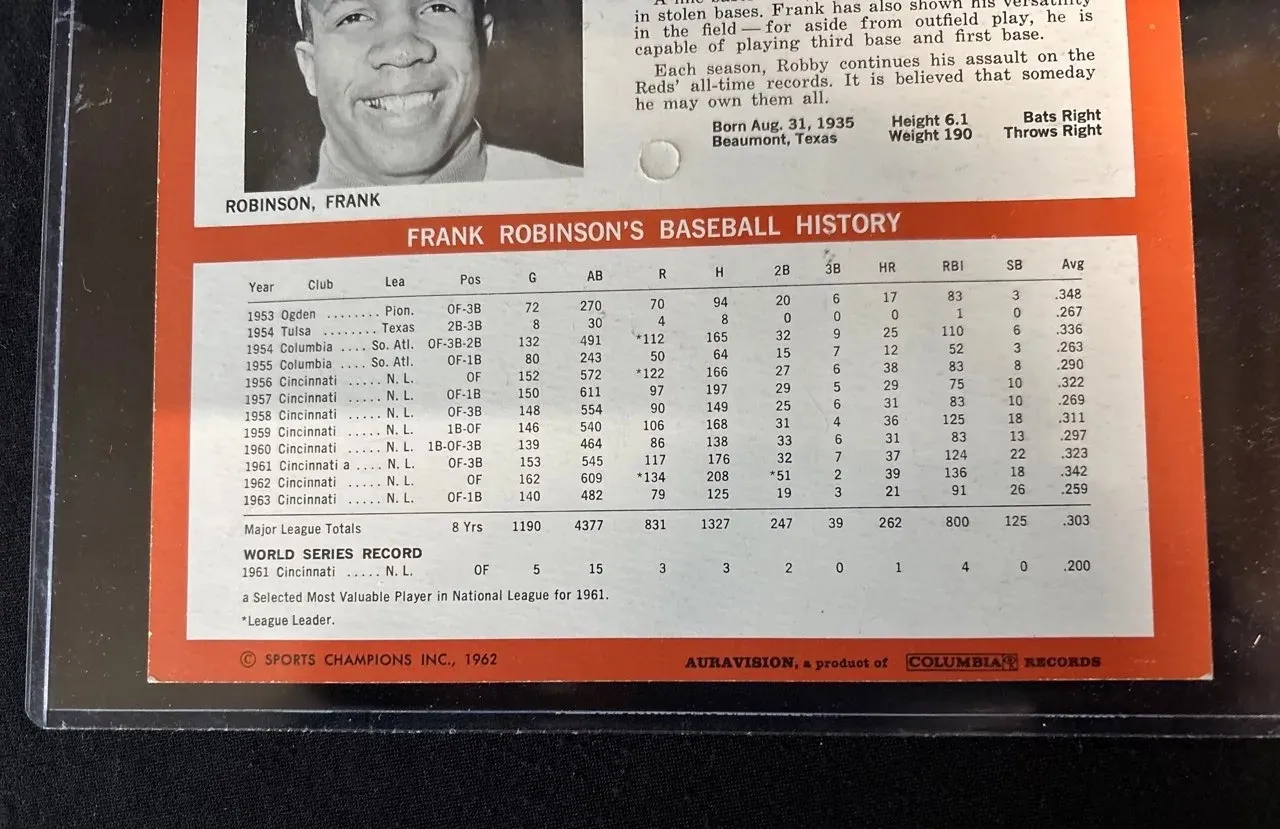 in stolen bases. Frank has also shown his versatility
in the field — for aside from outfield play, he is
capable of playing third base and first base.
Each season, Robby continues his assault on the
Reds' all-time records. It is believed that someday
he may own them all.
Born Aug. 31, 1935 Height 6.1 Bats Right
Beaumont, Texas Weight 190 Throws Right
ROBINSON, FRANK
FRANK ROBINSON'S BASEBALL HISTORY
Year Club Lea Pos G AB R H 2B 3B HR RBI SB Avg
1953 Ogden ........ Pion. OF-3B 72 270 70 94 20 6 17 83 3 .348
1954 Tulsa ........ Texas 2B-3B 8 30 4 8 0 0 0 1 0 .267
1954 Columbia .... So. Atl. OF-3B-2B 132 491 *112 165 32 9 25 110 6 .336
1955 Columbia .... So. Atl. OF-1B 80 243 50 64 15 7 12 52 3 .263
1956 Cincinnati ..... N. L. OF 152 572 *122 166 27 6 38 83 8 .290
1957 Cincinnati ..... N. L. OF-1B 150 611 97 197 29 5 29 75 10 .322
1958 Cincinnati ..... N. L. OF-3B 148 554 90 149 25 6 31 83 10 .269
1959 Cincinnati ..... N. L. 1B-OF 146 540 106 168 31 4 36 125 18 .311
1960 Cincinnati ..... N. L. 1B-OF-3B 139 464 86 138 33 6 31 83 13 .297
1961 Cincinnati a .... N. L. OF-3B 153 545 117 176 32 7 37 124 22 .323
1962 Cincinnati ..... N. L. OF 162 609 *134 208 *51 2 39 136 18 .342
1963 Cincinnati ..... N. L. OF-1B 140 482 79 125 19 3 21 91 26 .259
Major League Totals 8 Yrs 1190 4377 831 1327 247 39 262 800 125 .303
WORLD SERIES RECORD
1961 Cincinnati ..... N. L. OF 5 15 3 3 2 0 1 4 0 .200
a Selected Most Valuable Player in National League for 1961.
*League Leader.
© SPORTS CHAMPIONS INC., 1962 AURAVISION, a product of COLUMBIA RECORDS